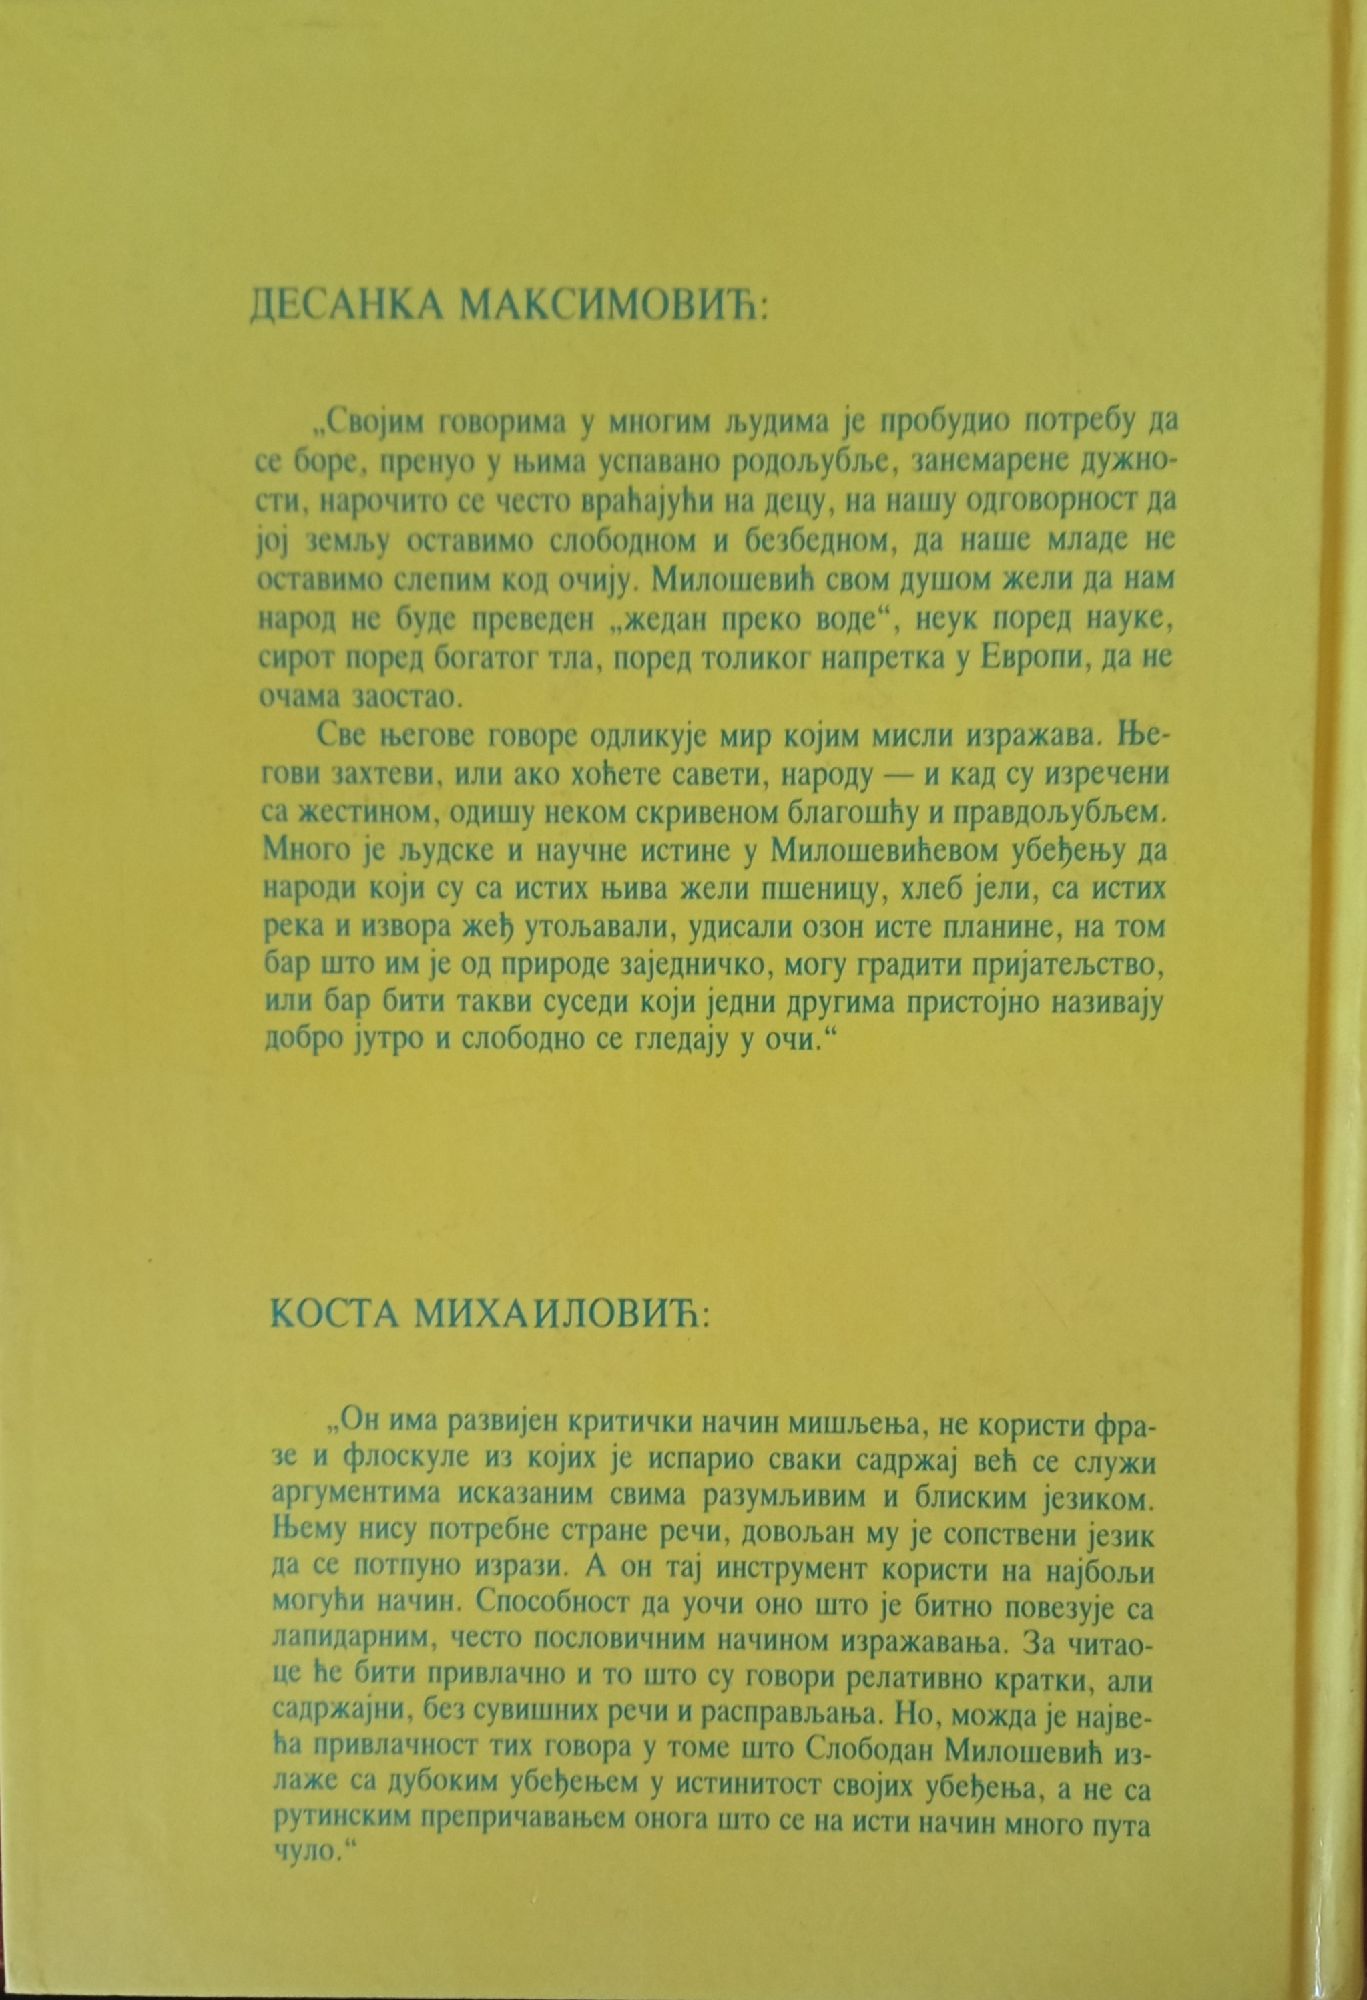 ДЕСАНКА МАКСИМОВИЋ:
„Својим говорима у многим људима је пробудио потребу да
се боре, пренуо у њима успавано родољубље, занемарене дужно-
сти, нарочито се често враћајући на децу, на нашу одговорност да
јој земљу оставимо слободном и безбедном, да наше младе не
оставимо слепим код очију. Милошевић свом душом жели да нам
народ не буде преведен „жедан преко воде“, неук поред науке,
сирот поред богатог тла, поред толиког напретка у Европи, да не
очама заостао.
Све његове говоре одликује мир којим мисли изражава. Ње-
гови захтеви, или ако хоћете савети, народу — и кад су изречени
са жестином, одишу неком скривеном благошћу и правдољубљем.
Много је људске и научне истине у Милошевићевом убеђењу да
народи који су са истих њива жели пшеницу, хлеб јели, са истих
река и извора жеђ утољавали, удисали озон исте планине, на том
бар што им је од природе заједничко, могу градити пријатељство,
или бар бити такви суседи који једни другима пристојно називају
добро јутро и слободно се гледају у очи.“
КОСТА МИХАИЛОВИЋ:
„Он има развијен критички начин мишљења, не користи фра-
зе и флоскуле из којих је испарио сваки садржај већ се служи
аргументима исказаним свима разумљивим и блиским језиком.
Њему нису потребне стране речи, довољан му је сопствени језик
да се потпуно изрази. А он тај инструмент користи на најбољи
могући начин. Способност да уочи оно што је битно повезује са
лапидарним, често пословичним начином изражавања. За читао-
це ће бити привлачно и то што су говори релативно кратки, али
садржајни, без сувишних речи и расправљања. Но, можда је најве-
ћа привлачност тих говора у томе што Слободан Милошевић из-
лаже са дубоким убеђењем у истинитост својих убеђења, а не са
рутинским препричавањем онога што се на исти начин много пута
чуло.“